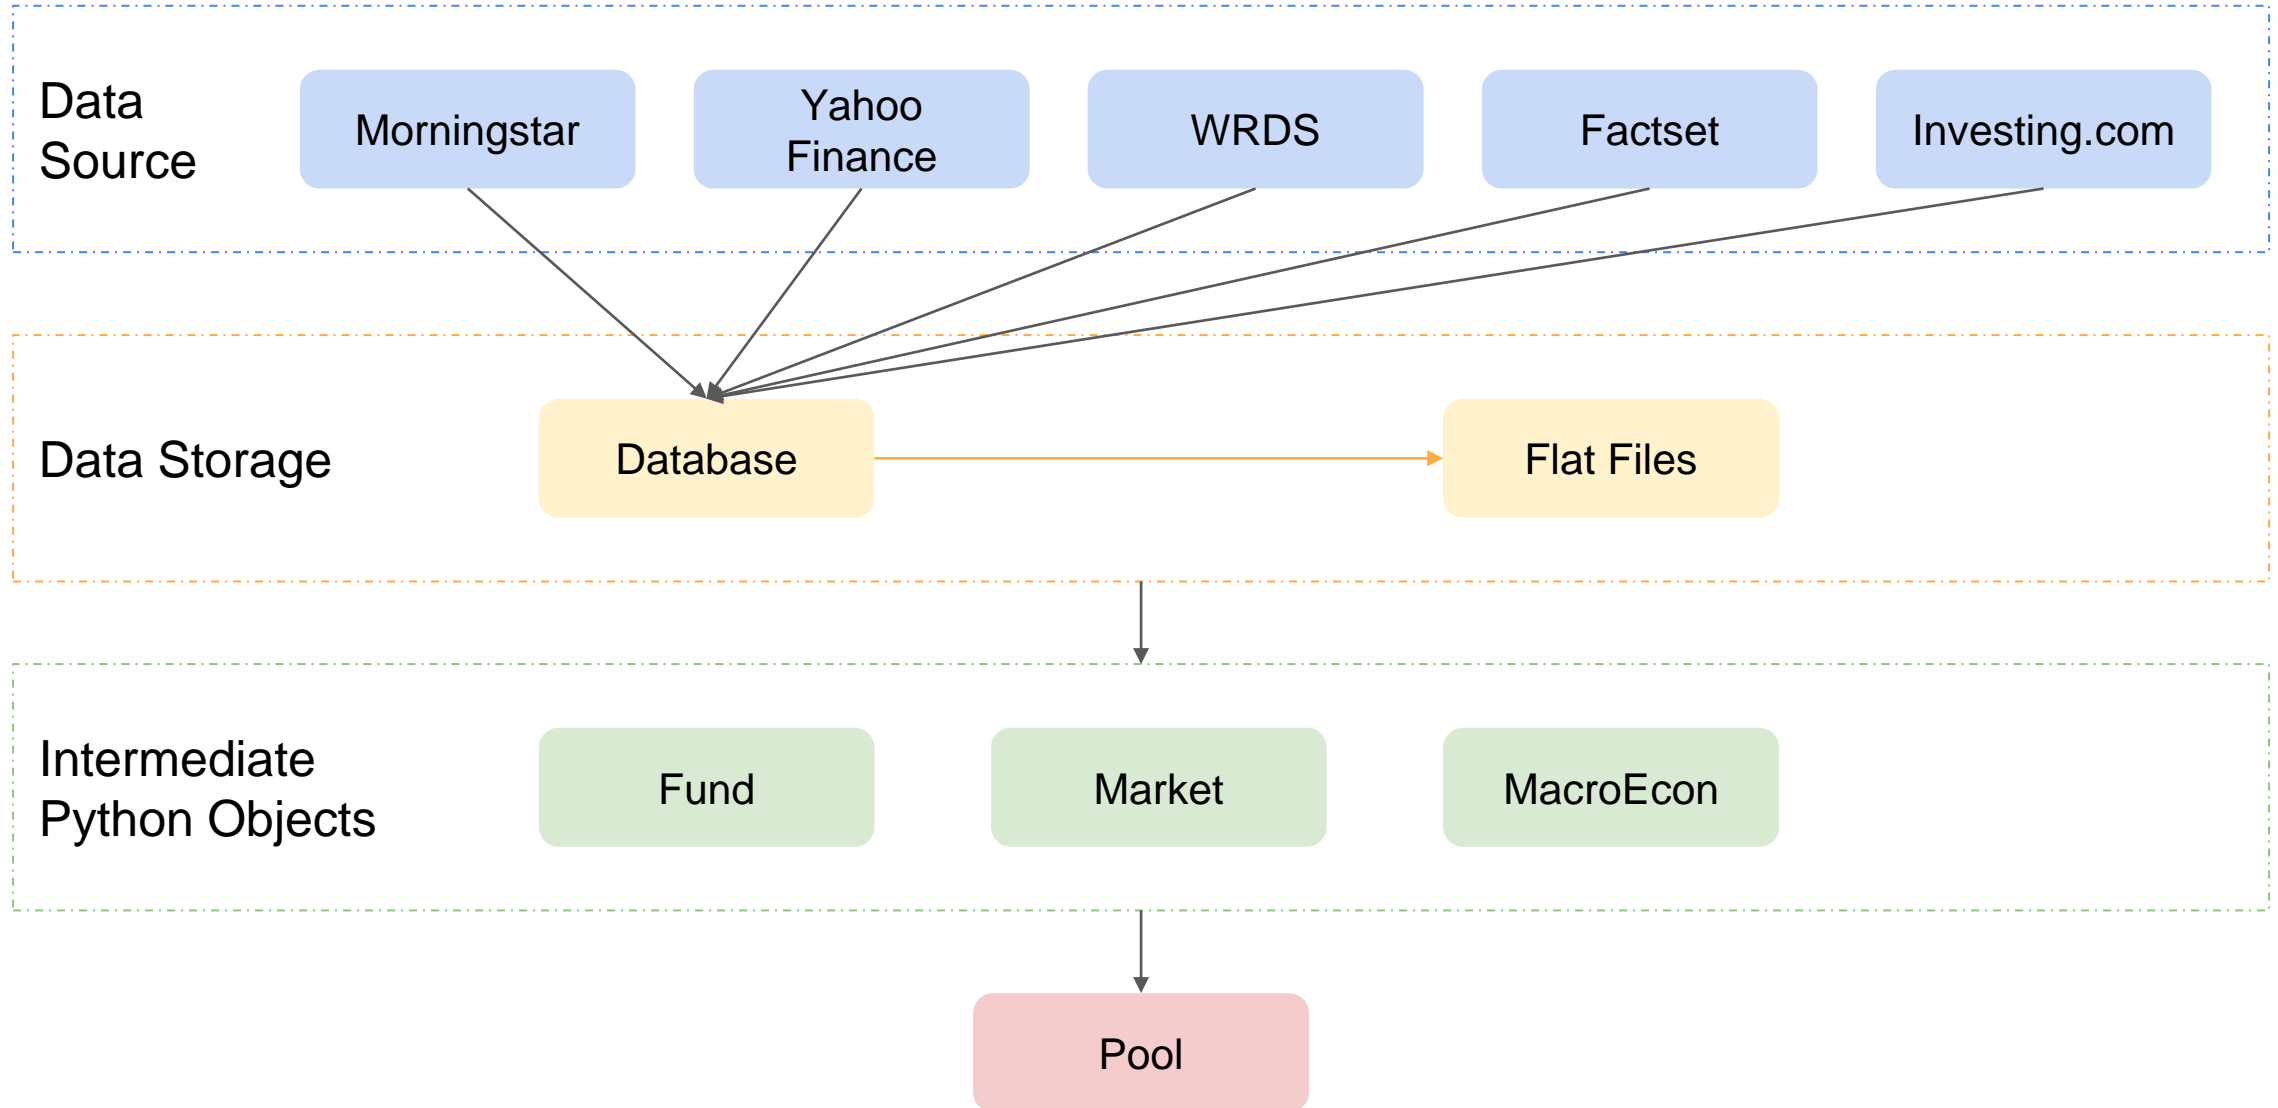 Data
Source
Morningstar
Yahoo
Finance
WRDS
Factset
Investing.com
Data Storage
Database
Flat Files
Intermediate
Python Objects
Fund
Market
MacroEcon
Pool